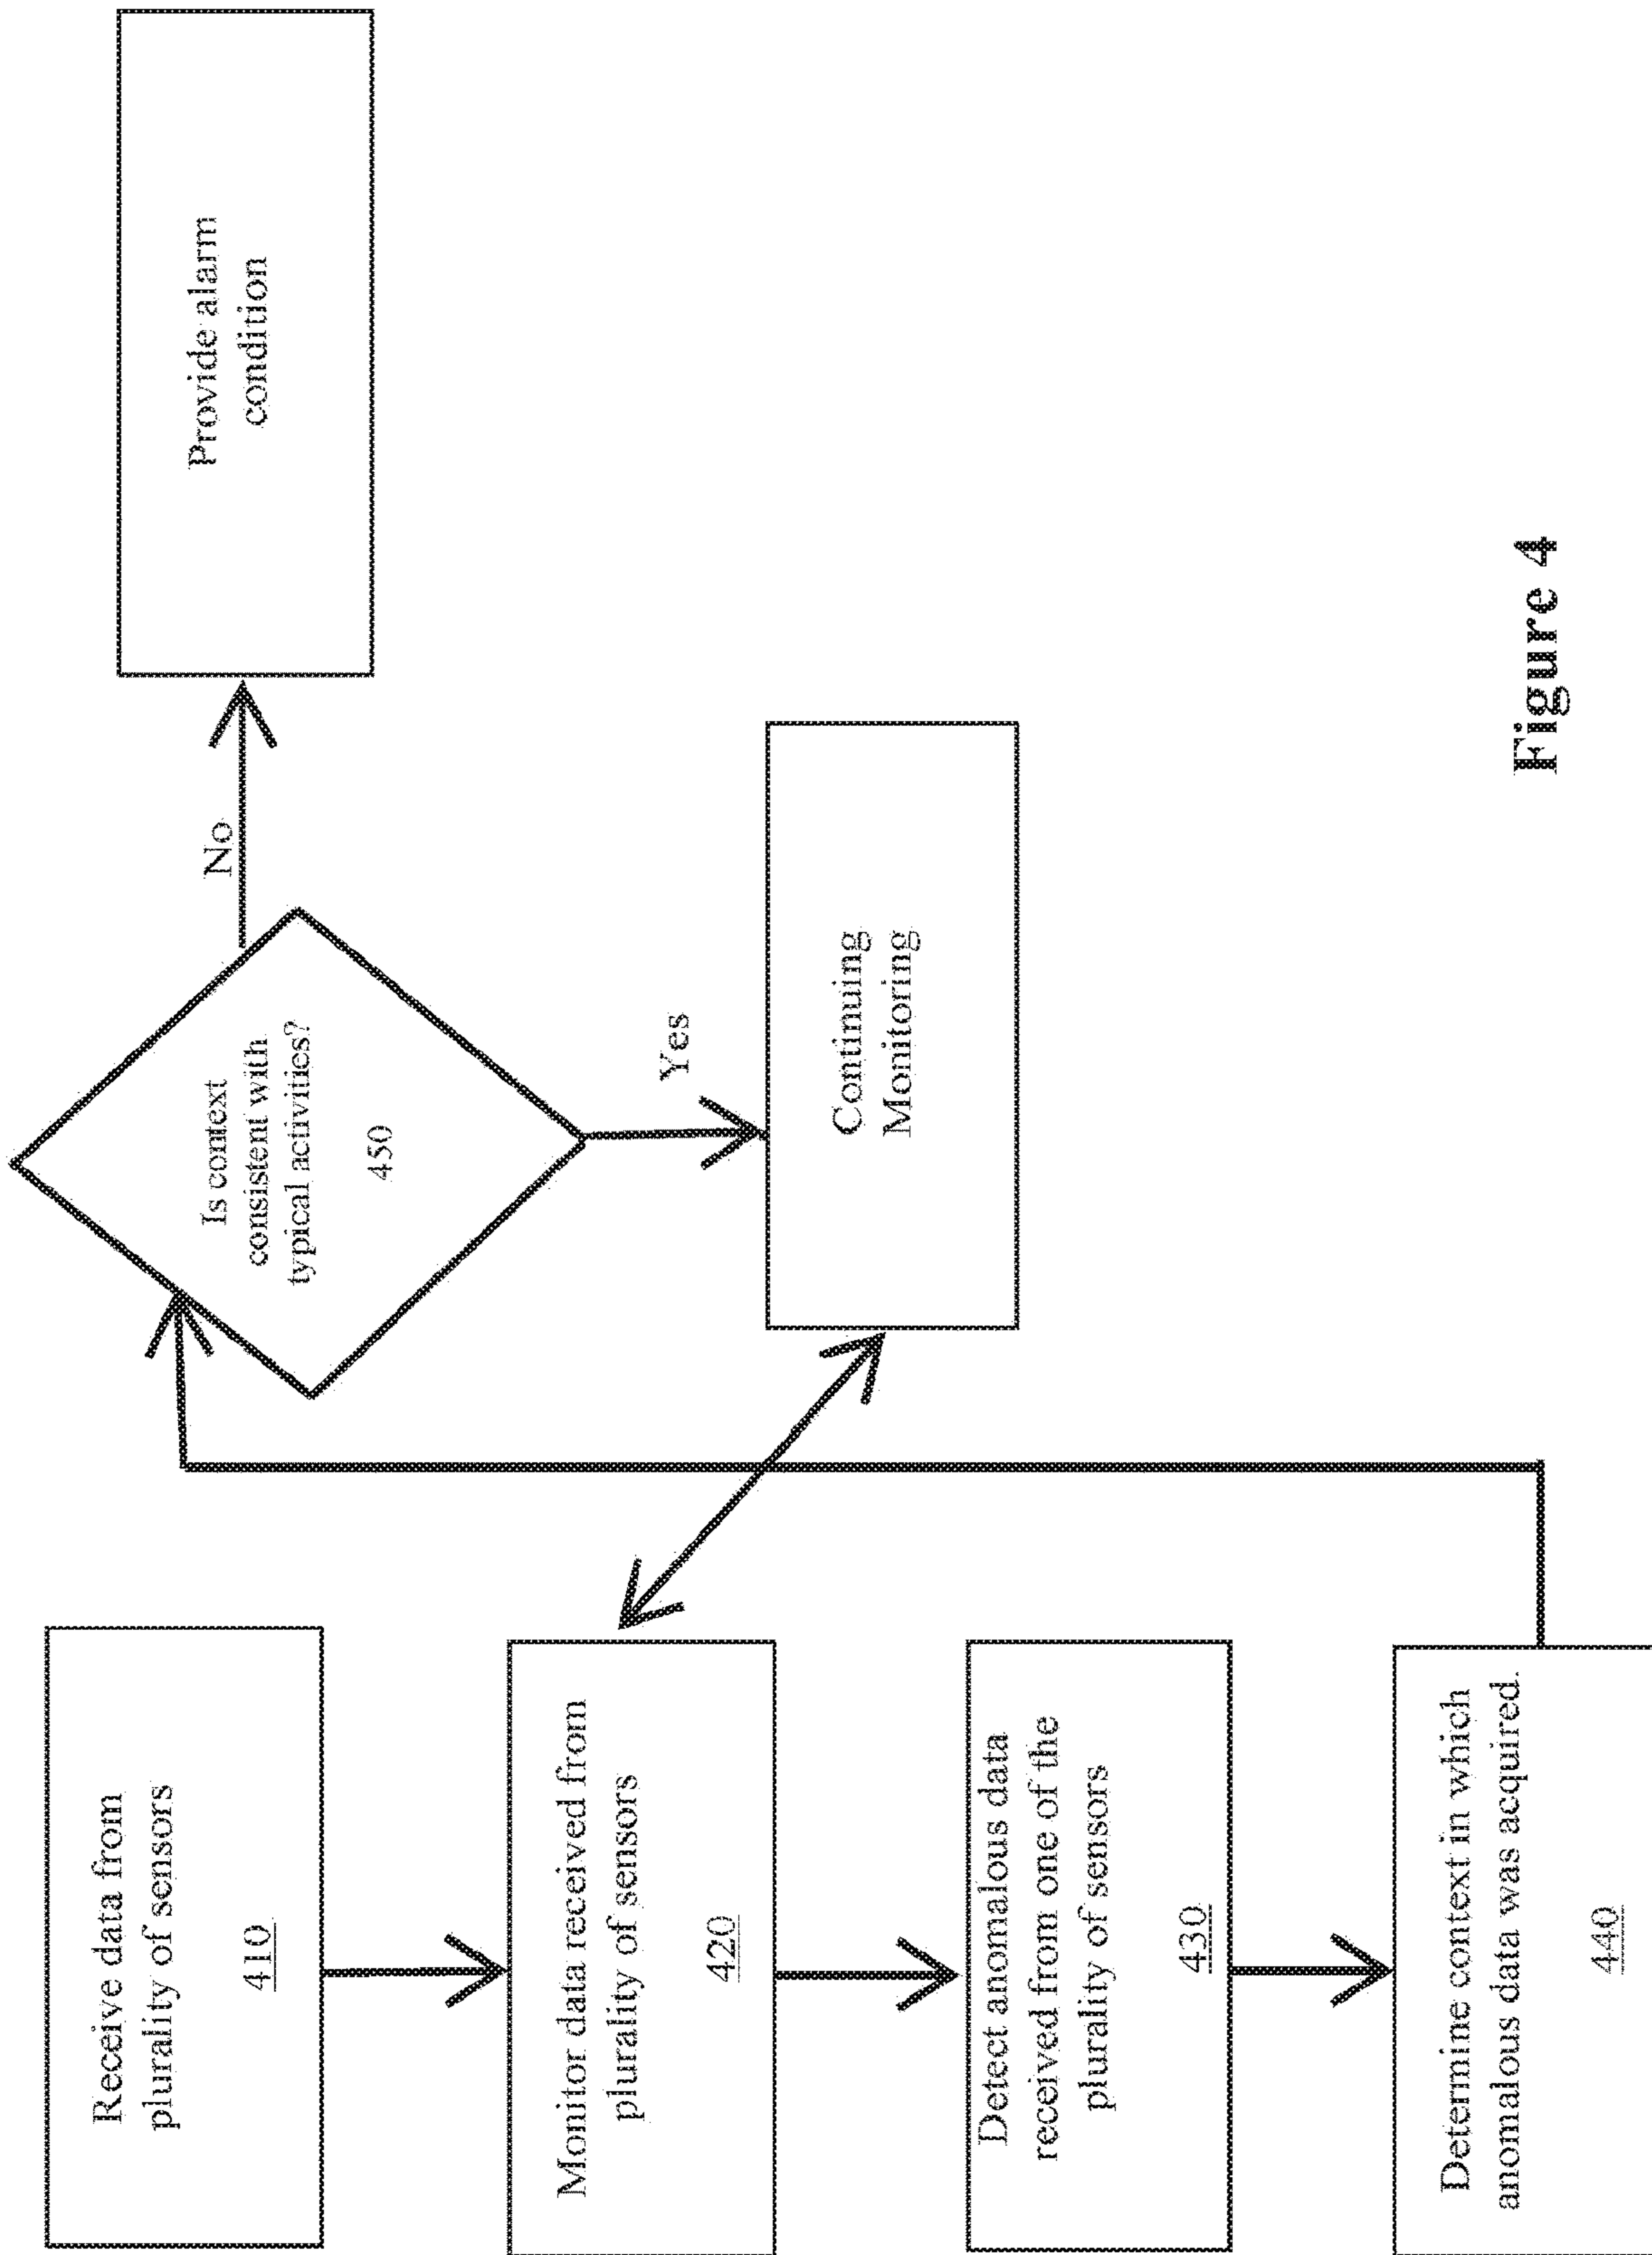 Receive data from
plurality of sensors
410
Monitor data received from
plurality of sensors
420
Detect anomalous data
received from one of the
plurality of sensors
430
Determine context in which
anomalous data was acquired.
440
Is context
consistent with
typical activities?
450
No
Provide alarm
condition
Yes
Continuing
Monitoring
Figure 4